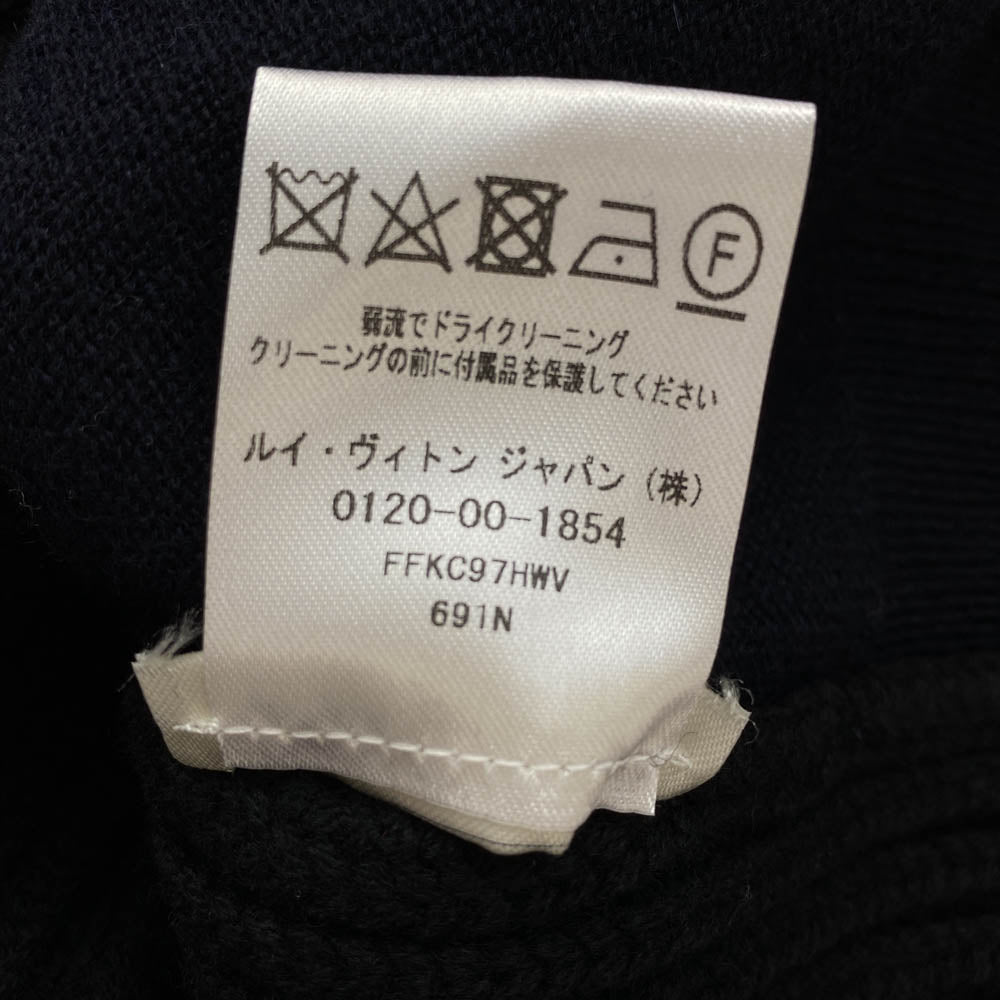 F
弱流でドライクリーニング
クリーニングの前に付属品を保護してください
ルイ・ヴィトン ジャパン (株)
0120-00-1854
FFKC97HWV
691N